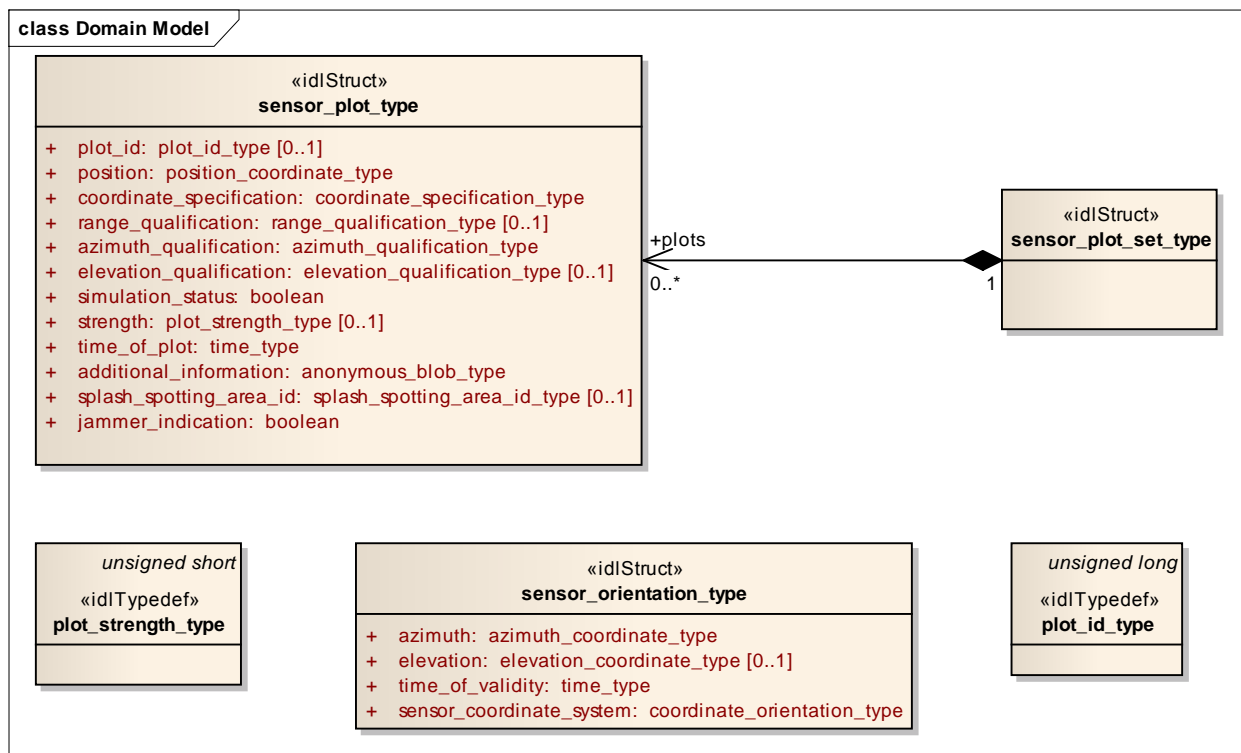 class Domain Model
«idlStruct»
sensor_plot_type
+ plot_id: plot_id_type [0..1]
+ position: position_coordinate_type
+ coordinate_specification: coordinate_specification_type
+ range_qualification: range_qualification_type [0..1]
+ azimuth_qualification: azimuth_qualification_type
+ elevation_qualification: elevation_qualification_type [0..1]
+ simulation_status: boolean
+ strength: plot_strength_type [0..1]
+ time_of_plot: time_type
+ additional_information: anonymous_blob_type
+ splash_spotting_area_id: splash_spotting_area_id_type [0..1]
+ jammer_indication: boolean
+plots
0..*
1
«idlStruct»
sensor_plot_set_type
unsigned short
«idlTypedef»
plot_strength_type
«idlStruct»
sensor_orientation_type
+ azimuth: azimuth_coordinate_type
+ elevation: elevation_coordinate_type [0..1]
+ time_of_validity: time_type
+ sensor_coordinate_system: coordinate_orientation_type
unsigned long
«idlTypedef»
plot_id_type